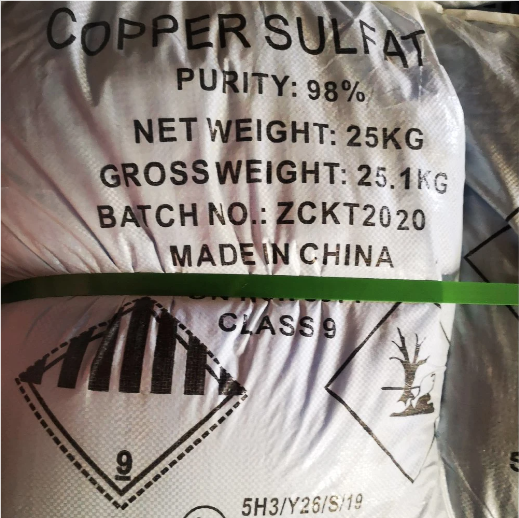 COPPER SULFAT
PURITY: 98%
NET WEIGHT: 25KG
GROSS WEIGHT: 25.1KG
BATCH NO.: ZCKT2020
MADE IN CHINA
CLASS 9
9
5H3/Y26/S/19